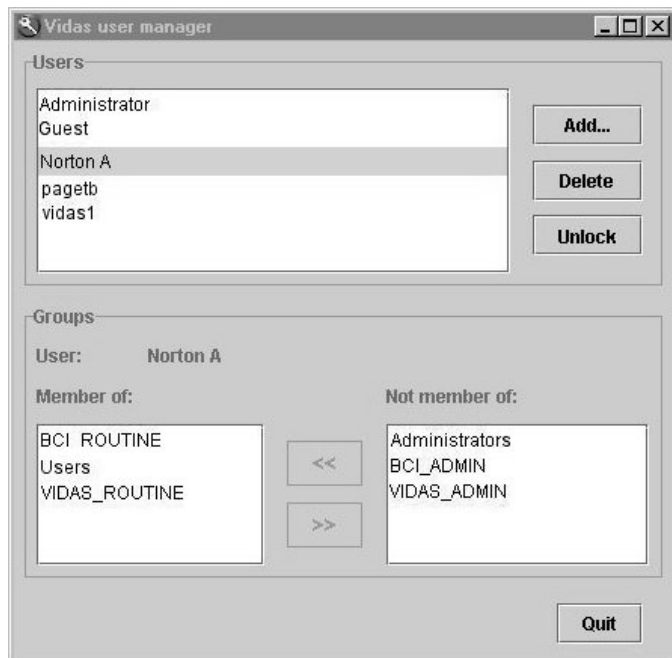 Vidas user manager
Users
Administrator
Guest
Norton A
pagetb
vidas1
Add...
Delete
Unlock
Groups
User: Norton A
Member of:
Not member of:
BCI_ROUTINE
Users
VIDAS_ROUTINE
<<
>>
Administrators
BCI_ADMIN
VIDAS_ADMIN
Quit